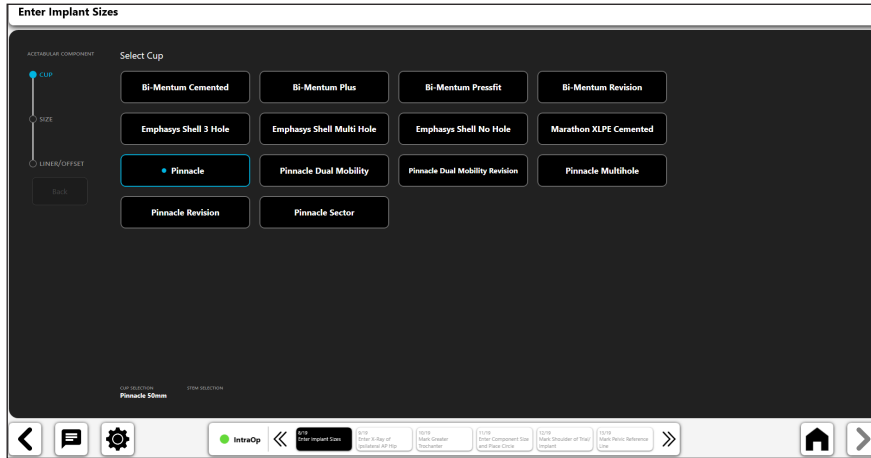 Enter Implant Sizes
ACETABULAR COMPONENT
Select Cup
CUP
Bi-Mentum Cemented
Bi-Mentum Plus
Bi-Mentum Pressfit
Bi-Mentum Revision
SIZE
Emphasys Shell 3 Hole
Emphasys Shell Multi Hole
Emphasys Shell No Hole
Marathon XLPE Cemented
LINER/OFFSET
Pinnacle
Pinnacle Dual Mobility
Pinnacle Dual Mobility Revision
Pinnacle Multihole
Back
Pinnacle Revision
Pinnacle Sector
CUP SELECTION
STEM SELECTION
Pinnacle 50mm
IntraOp
8/19
Enter Implant Sizes
9/19
Enter X-Ray of
Ipsilateral AP Hip
10/19
Mark Greater
Trochanter
11/19
Enter Component Size
and Place Circle
12/19
Mark Shoulder of Trial/
Implant
13/19
Mark Pelvic Reference
Line